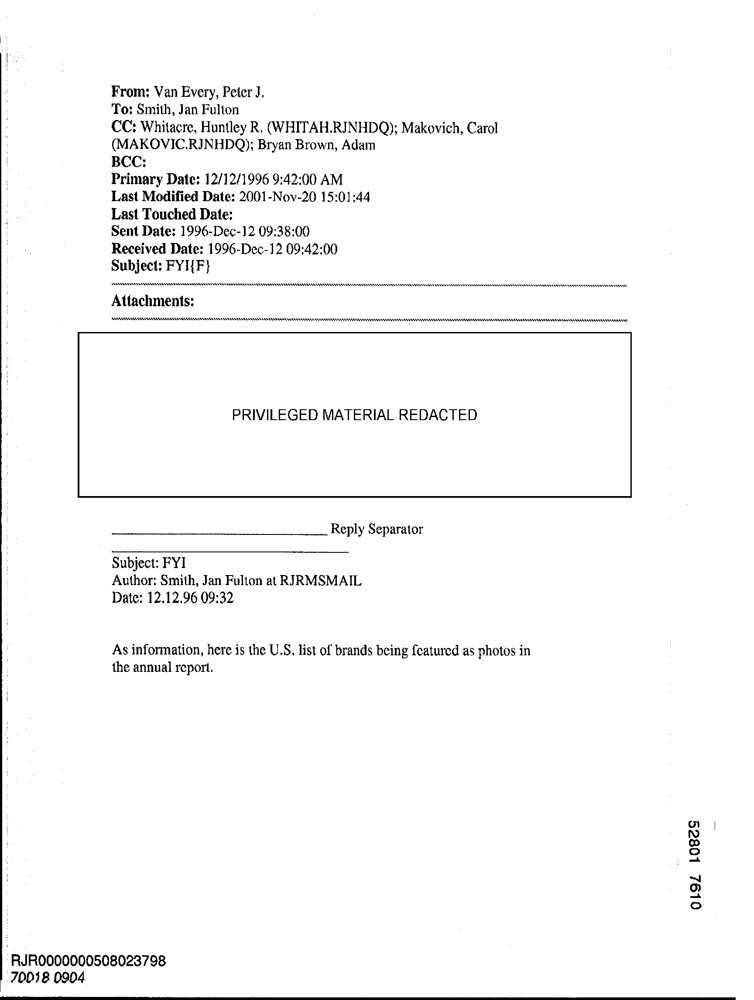 From: Van Every, Peter J.
To: Smith, Jan Fulton
CC: Whitacre, Huntley R. (WHITAH.RJNHDQ); Makovich, Carol
(MAKOVIC.RJNHDQ); Bryan Brown, Adam
BCC:
Primary Date: 12/12/1996 9:42:00 AM
Last Modified Date: 2001-Nov-20 15:01:44
Last Touched Date:
Sent Date: 1996-Dec-12 09:38:00
Received Date: 1996-Dec-12 09:42:00
Subject: FYI{F}
Attachments:
PRIVILEGED MATERIAL REDACTED
Reply Separator
Subject: FYI
Author: Smith, Jan Fulton at RJRMSMAIL
Date: 12.12.96 09:32
As information, here is the U.S. list of brands being featured as photos in
the annual report.
52801 7610
RJR0000000508023798
70018 0904